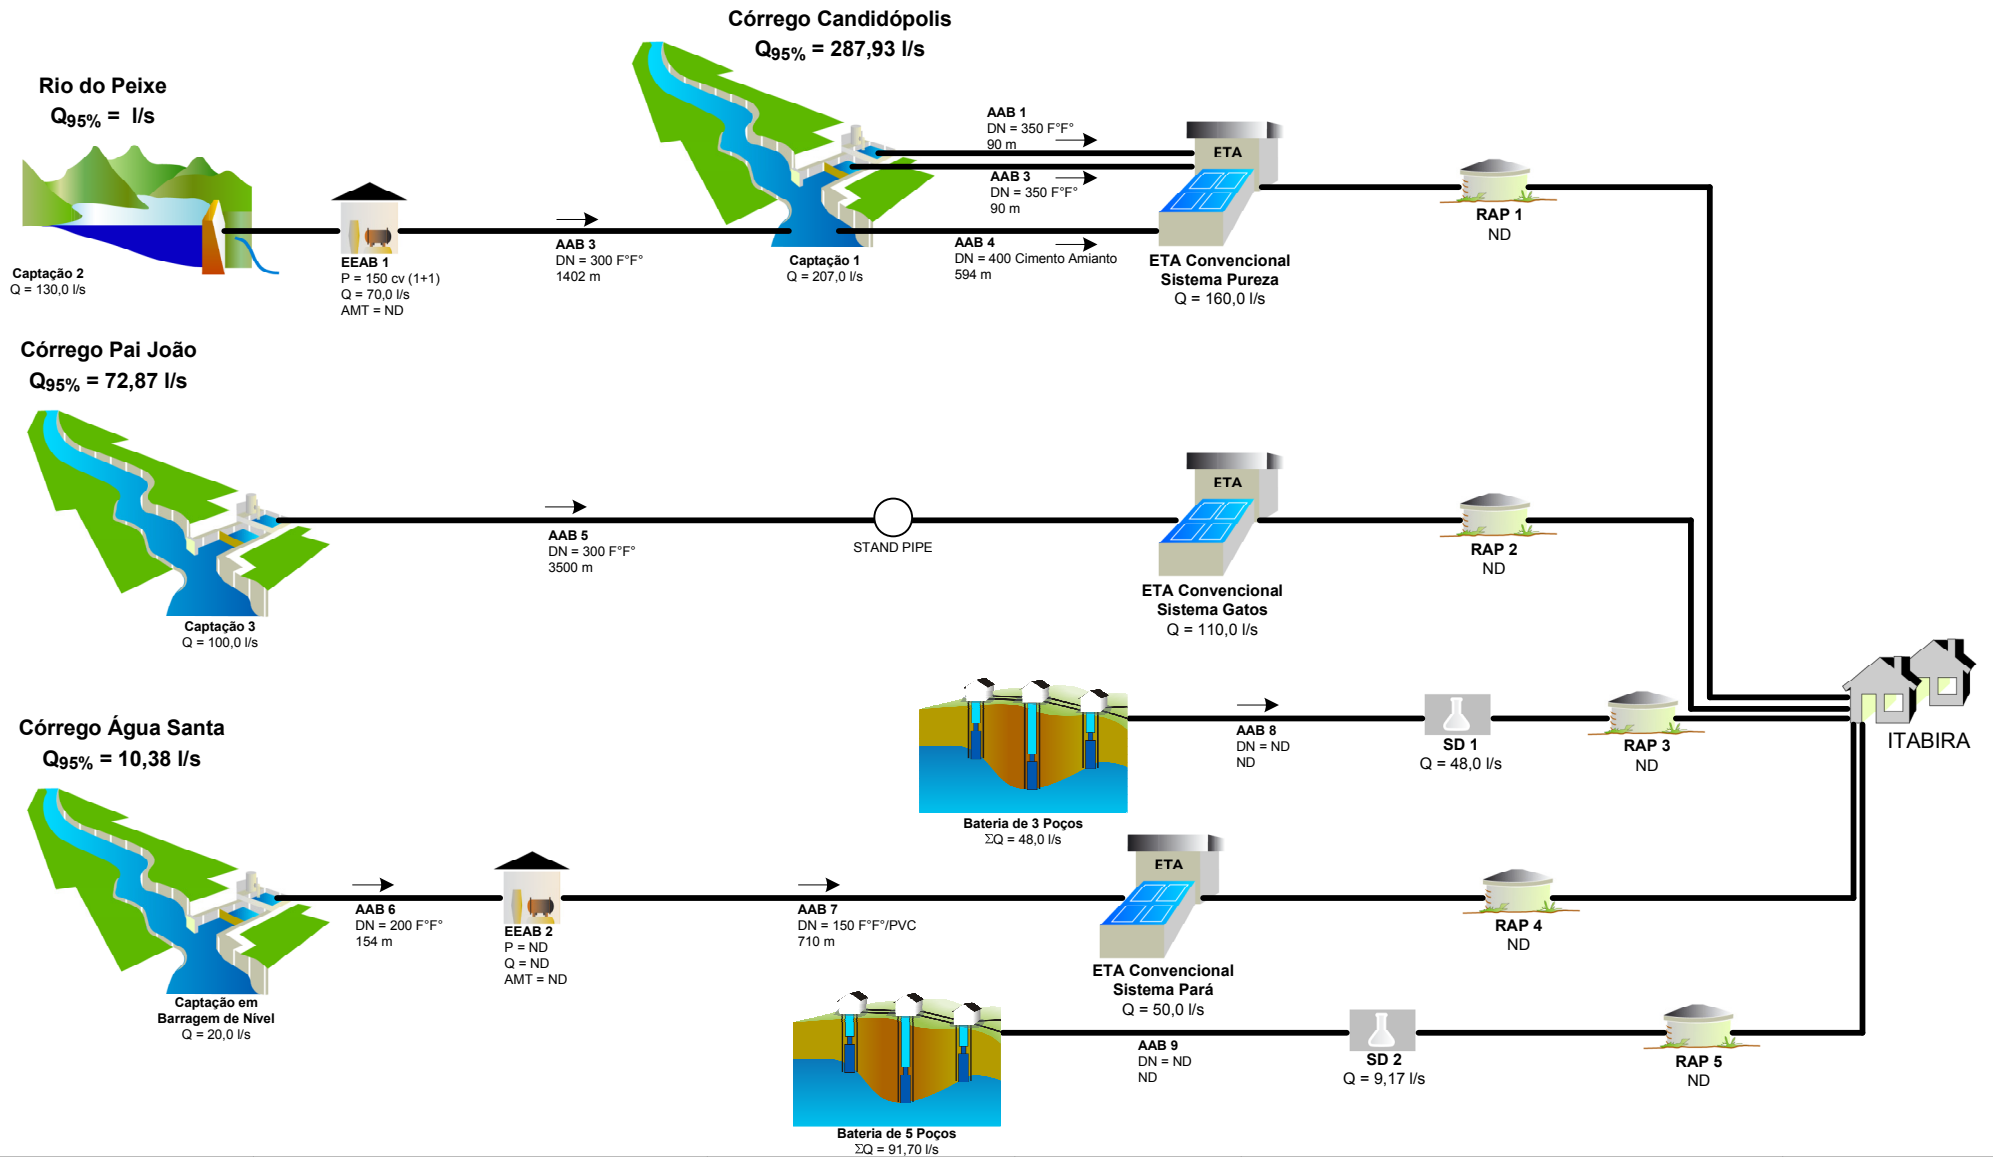 Córrego Candidópolis
Q95% = 287,93 l/s
Rio do Peixe
Q95% = l/s
AAB 1
DN = 350 F°F°
90 m
ETA
AAB 3
DN = 350 F°F°
90 m
RAP 1
ND
Captação 2
Q = 130,0 l/s
EEAB 1
P = 150 cv (1+1)
Q = 70,0 l/s
AMT = ND
AAB 3
DN = 300 F°F°
1402 m
Captação 1
Q = 207,0 l/s
AAB 4
DN = 400 Cimento Amianto
594 m
ETA Convencional
Sistema Pureza
Q = 160,0 l/s
Córrego Pai João
Q95% = 72,87 l/s
ETA
AAB 5
DN = 300 F°F°
3500 m
STAND PIPE
RAP 2
ND
ETA Convencional
Sistema Gatos
Q = 110,0 l/s
Captação 3
Q = 100,0 l/s
Córrego Água Santa
Q95% = 10,38 l/s
AAB 8
DN = ND
ND
SD 1
Q = 48,0 l/s
RAP 3
ND
ITABIRA
Bateria de 3 Poços
ΣQ = 48,0 l/s
ETA
AAB 6
DN = 200 F°F°
154 m
EEAB 2
P = ND
Q = ND
AMT = ND
AAB 7
DN = 150 F°F°/PVC
710 m
RAP 4
ND
ETA Convencional
Sistema Pará
Q = 50,0 l/s
Captação em
Barragem de Nível
Q = 20,0 l/s
AAB 9
DN = ND
ND
SD 2
Q = 9,17 l/s
RAP 5
ND
Bateria de 5 Poços
ΣQ = 91,70 l/s